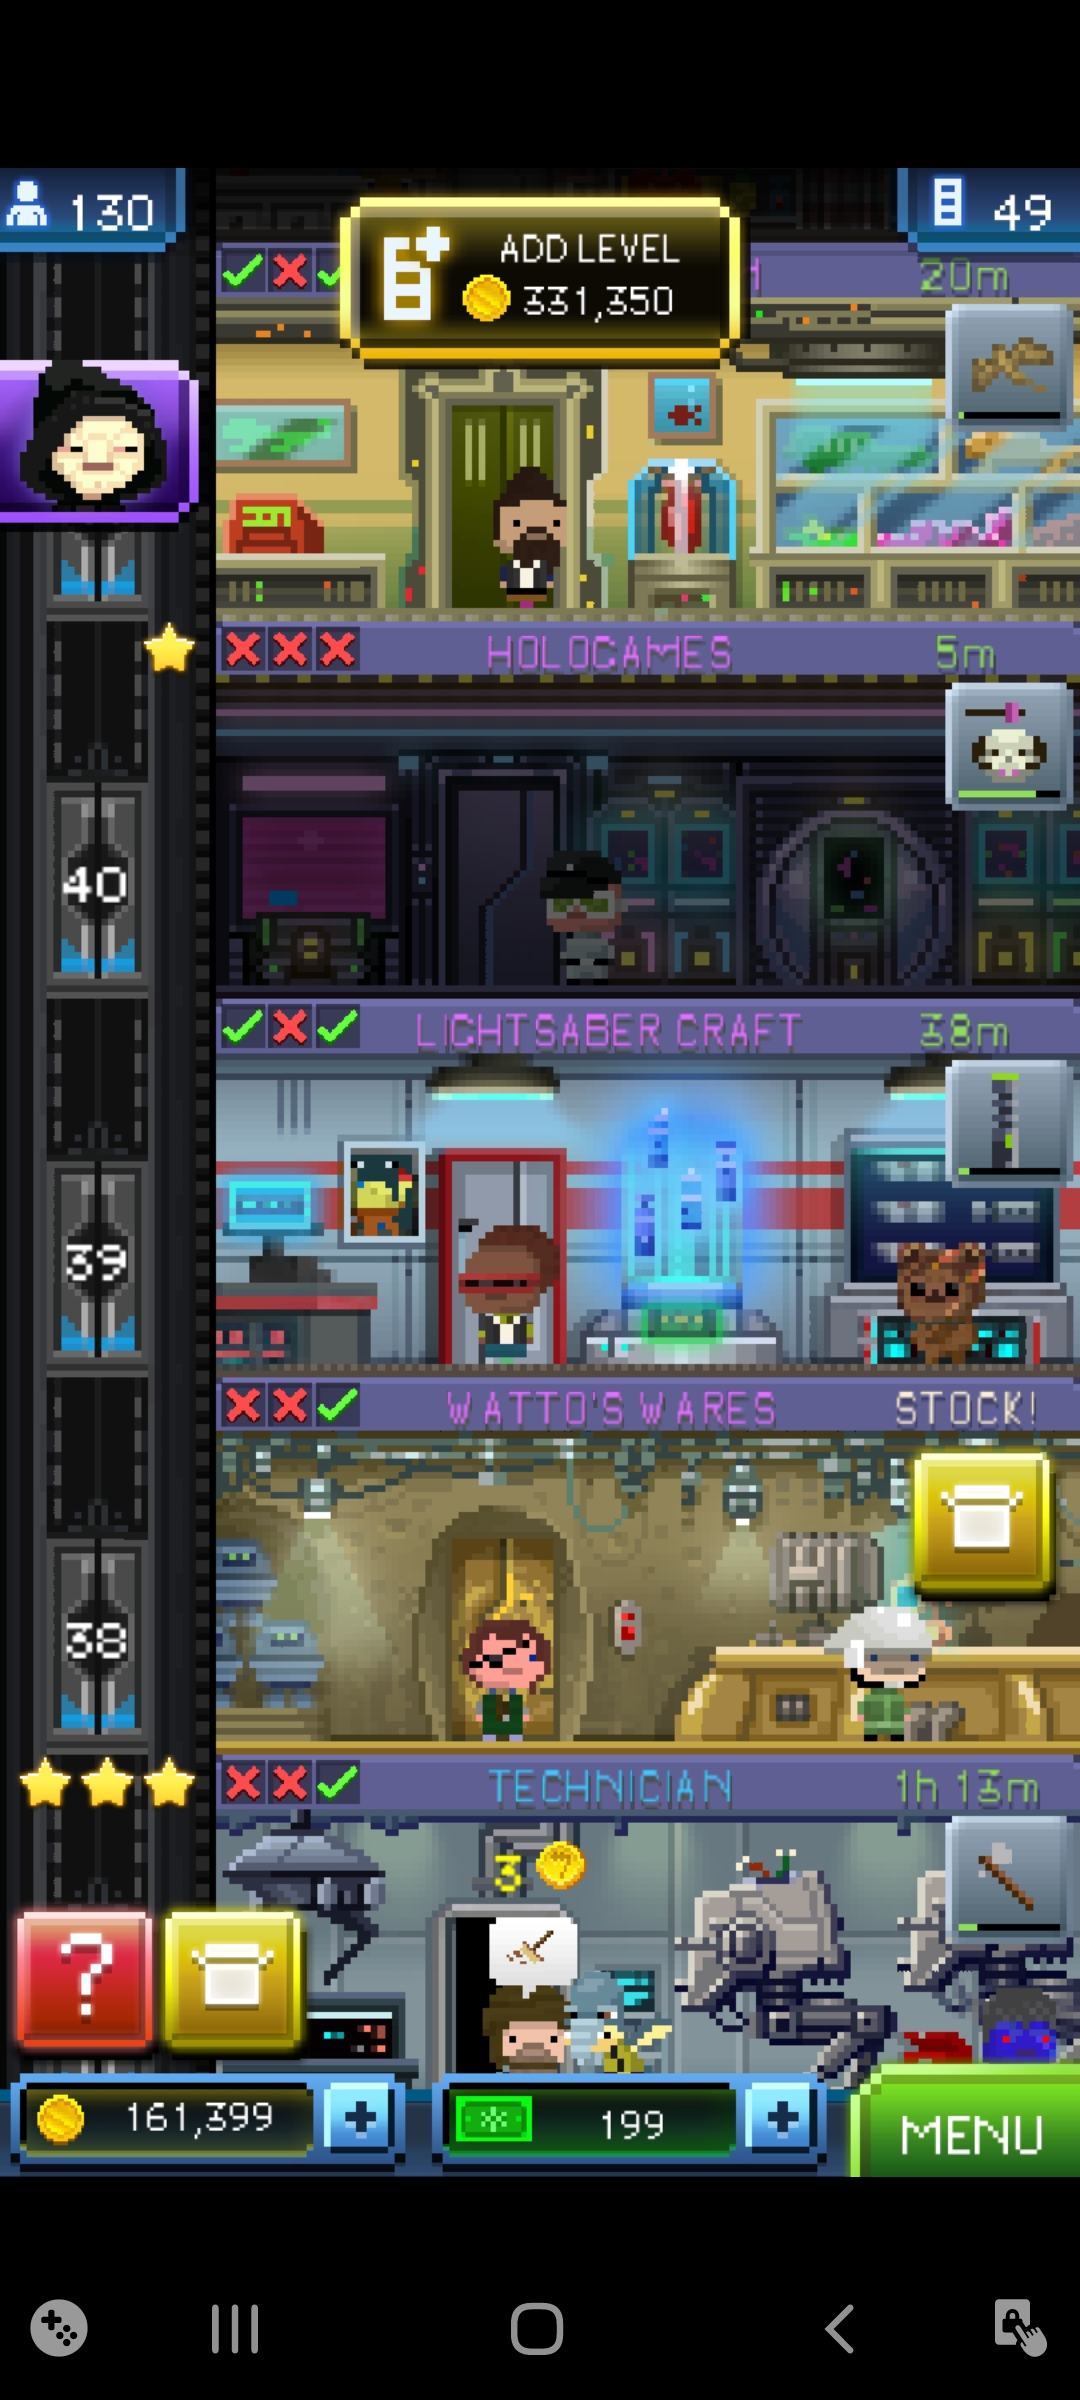 130
49
ADD LEVEL
331,350
20m
HOLOGAMES
5m
40
LIGHTSABER CRAFT
38m
39
WATTO'S WARES
STOCK!
38
TECHNICIAN
1h 13m
3
?
161,399
199
MENU